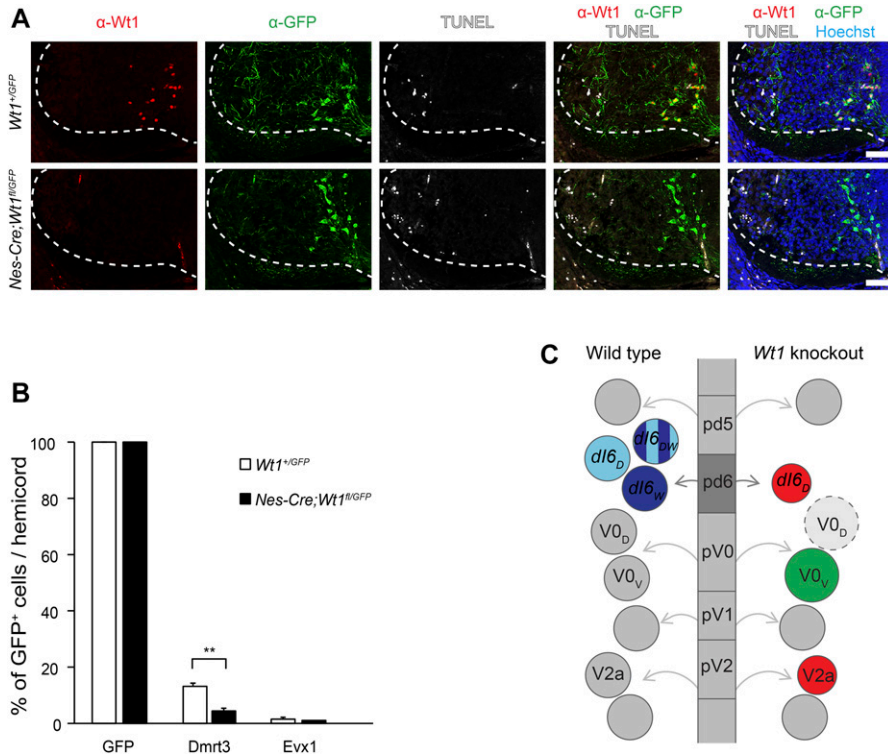 A
α-Wt1
α-GFP
TUNEL
α-Wt1 α-GFP
TUNEL
α-Wt1 α-GFP
TUNEL Hoechst
Wt1+/GFP
Nes-Cre;Wt1fl/GFP
B
% of GFP+ cells / hemicord
100
80
60
40
20
0
**
Wt1+/GFP
Nes-Cre;Wt1fl/GFP
GFP Dmrt3 Evx1
C
Wild type Wt1 knockout
pd5
dI6DW
dI6D
dI6W
pd6
dI6D
V0D
V0D
pV0
V0V
V0V
pV1
pV2
V2a
V2a